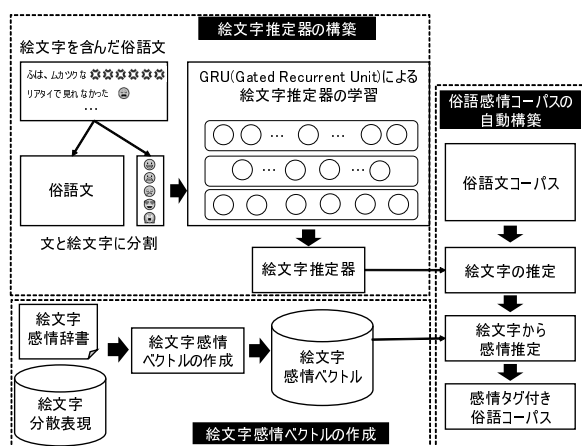 絵文字推定器の構築
絵文字を含んだ俗語文
ふは、ムカツクな
リアタイで見れなかった
…
俗語文
文と絵文字に分割
GRU(Gated Recurrent Unit)による
絵文字推定器の学習
… …
… …
絵文字推定器
俗語感情コーパスの
自動構築
俗語文コーパス
絵文字の推定
絵文字から
感情推定
感情タグ付き
俗語コーパス
絵文字
感情辞書
絵文字
分散表現
絵文字感情
ベクトルの作成
絵文字
感情ベクトル
絵文字感情ベクトルの作成